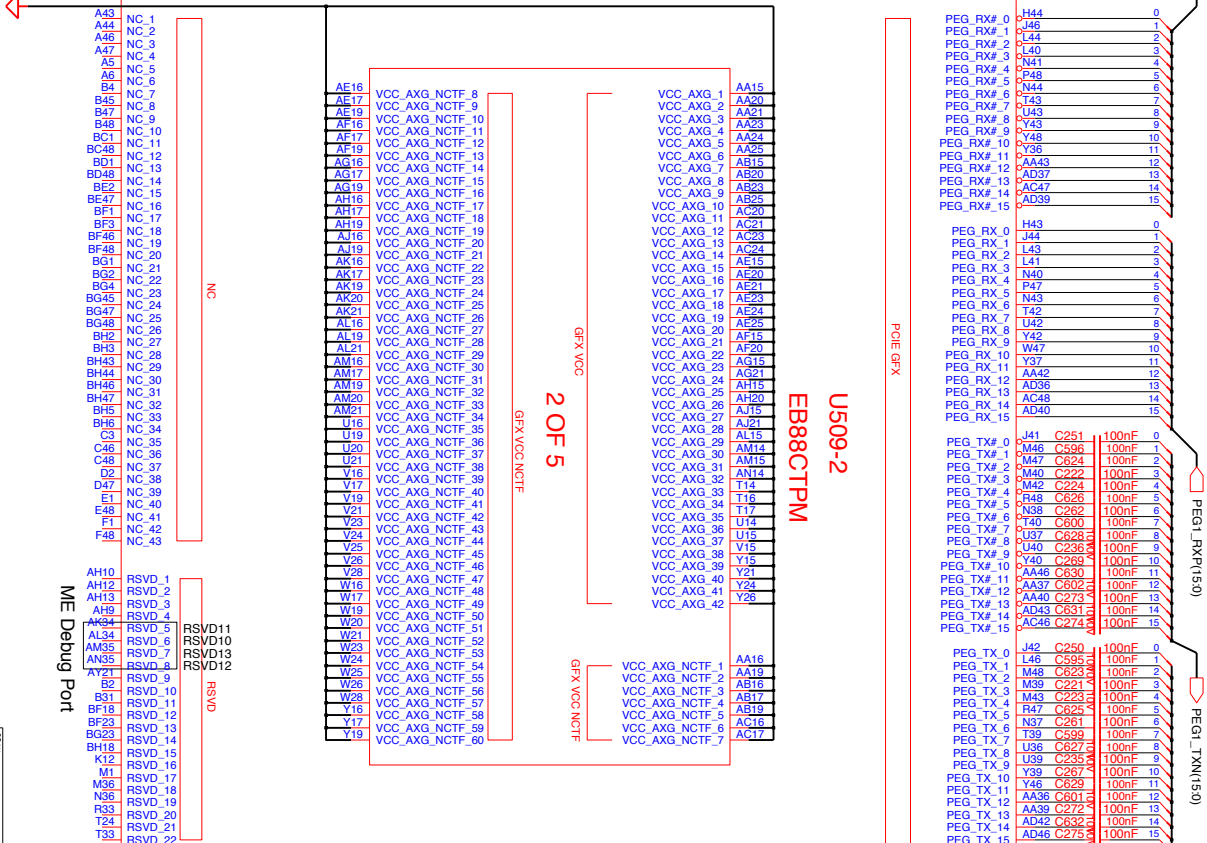 A43 NC_1
A44 NC_2
A46 NC_3
A47 NC_4
A5 NC_5
A6 NC_6
B4 NC_7
B45 NC_8
B47 NC_9
B48 NC_10
BC1 NC_11
BC48 NC_12
BD1 NC_13
BD48 NC_14
BE2 NC_15
BE47 NC_16
BF1 NC_17
BF3 NC_18
BF46 NC_19
BF48 NC_20
BG1 NC_21
BG2 NC_22
BG4 NC_23
BG45 NC_24
BG47 NC_25
BG48 NC_26
BH2 NC_27
BH3 NC_28
BH43 NC_29
BH44 NC_30
BH46 NC_31
BH47 NC_32
BH5 NC_33
BH6 NC_34
C3 NC_35
C46 NC_36
C48 NC_37
D2 NC_38
D47 NC_39
E1 NC_40
E48 NC_41
F1 NC_42
F48 NC_43
NC
AH10 RSVD_1
AH12 RSVD_2
AH13 RSVD_3
AH9 RSVD_4
AK34 RSVD_5 RSVD11
AL34 RSVD_6 RSVD10
AM35 RSVD_7 RSVD13
AN35 RSVD_8 RSVD12
AY21 RSVD_9
B2 RSVD_10
B31 RSVD_11
BF18 RSVD_12
BF23 RSVD_13
BG23 RSVD_14
BH18 RSVD_15
K12 RSVD_16
M1 RSVD_17
M36 RSVD_18
N36 RSVD_19
R33 RSVD_20
T24 RSVD_21
T33 RSVD_22
RSVD
ME Debug Port
AE16 VCC_AXG_NCTF_8
AE17 VCC_AXG_NCTF_9
AE19 VCC_AXG_NCTF_10
AF16 VCC_AXG_NCTF_11
AF17 VCC_AXG_NCTF_12
AF19 VCC_AXG_NCTF_13
AG16 VCC_AXG_NCTF_14
AG17 VCC_AXG_NCTF_15
AG19 VCC_AXG_NCTF_16
AH16 VCC_AXG_NCTF_17
AH17 VCC_AXG_NCTF_18
AH19 VCC_AXG_NCTF_19
AJ16 VCC_AXG_NCTF_20
AJ19 VCC_AXG_NCTF_21
AK16 VCC_AXG_NCTF_22
AK17 VCC_AXG_NCTF_23
AK19 VCC_AXG_NCTF_24
AK20 VCC_AXG_NCTF_25
AK21 VCC_AXG_NCTF_26
AL16 VCC_AXG_NCTF_27
AL19 VCC_AXG_NCTF_28
AL21 VCC_AXG_NCTF_29
AM16 VCC_AXG_NCTF_30
AM17 VCC_AXG_NCTF_31
AM19 VCC_AXG_NCTF_32
AM20 VCC_AXG_NCTF_33
AM21 VCC_AXG_NCTF_34
U16 VCC_AXG_NCTF_35
U19 VCC_AXG_NCTF_36
U20 VCC_AXG_NCTF_37
U21 VCC_AXG_NCTF_38
V16 VCC_AXG_NCTF_39
V17 VCC_AXG_NCTF_40
V19 VCC_AXG_NCTF_41
V21 VCC_AXG_NCTF_42
V23 VCC_AXG_NCTF_43
V24 VCC_AXG_NCTF_44
V25 VCC_AXG_NCTF_45
V26 VCC_AXG_NCTF_46
V28 VCC_AXG_NCTF_47
W16 VCC_AXG_NCTF_48
W17 VCC_AXG_NCTF_49
W19 VCC_AXG_NCTF_50
W20 VCC_AXG_NCTF_51
W21 VCC_AXG_NCTF_52
W23 VCC_AXG_NCTF_53
W24 VCC_AXG_NCTF_54
W25 VCC_AXG_NCTF_55
W26 VCC_AXG_NCTF_56
W28 VCC_AXG_NCTF_57
Y16 VCC_AXG_NCTF_58
Y17 VCC_AXG_NCTF_59
Y19 VCC_AXG_NCTF_60
GFX VCC NCTF
2 OF 5
GFX VCC
VCC_AXG_1 AA15
VCC_AXG_2 AA20
VCC_AXG_3 AA21
VCC_AXG_4 AA23
VCC_AXG_5 AA24
VCC_AXG_6 AA25
VCC_AXG_7 AB15
VCC_AXG_8 AB20
VCC_AXG_9 AB23
VCC_AXG_10 AB25
VCC_AXG_11 AC20
VCC_AXG_12 AC21
VCC_AXG_13 AC23
VCC_AXG_14 AC24
VCC_AXG_15 AE15
VCC_AXG_16 AE20
VCC_AXG_17 AE21
VCC_AXG_18 AE23
VCC_AXG_19 AE24
VCC_AXG_20 AE25
VCC_AXG_21 AF15
VCC_AXG_22 AF20
VCC_AXG_23 AG15
VCC_AXG_24 AG21
VCC_AXG_25 AH15
VCC_AXG_26 AH20
VCC_AXG_27 AJ15
VCC_AXG_28 AJ21
VCC_AXG_29 AL15
VCC_AXG_30 AM14
VCC_AXG_31 AM15
VCC_AXG_32 AN14
VCC_AXG_33 T14
VCC_AXG_34 T16
VCC_AXG_35 T17
VCC_AXG_36 U14
VCC_AXG_37 U15
VCC_AXG_38 V15
VCC_AXG_39 Y15
VCC_AXG_40 Y21
VCC_AXG_41 Y24
VCC_AXG_42 Y26
GFX VCC NCTF
VCC_AXG_NCTF_1 AA16
VCC_AXG_NCTF_2 AA19
VCC_AXG_NCTF_3 AB16
VCC_AXG_NCTF_4 AB17
VCC_AXG_NCTF_5 AB19
VCC_AXG_NCTF_6 AC16
VCC_AXG_NCTF_7 AC17
U509-2
EB88CTPM
PCIE GFX
PEG_RX#_0 H44 0
PEG_RX#_1 J46 1
PEG_RX#_2 L44 2
PEG_RX#_3 L40 3
PEG_RX#_4 N41 4
PEG_RX#_5 P48 5
PEG_RX#_6 N44 6
PEG_RX#_7 T43 7
PEG_RX#_8 U43 8
PEG_RX#_9 Y43 9
PEG_RX#_10 Y48 10
PEG_RX#_11 Y36 11
PEG_RX#_12 AA43 12
PEG_RX#_13 AD37 13
PEG_RX#_14 AC47 14
PEG_RX#_15 AD39 15
PEG_RX_0 H43 0
PEG_RX_1 J44 1
PEG_RX_2 L43 2
PEG_RX_3 L41 3
PEG_RX_4 N40 4
PEG_RX_5 P47 5
PEG_RX_6 N43 6
PEG_RX_7 T42 7
PEG_RX_8 U42 8
PEG_RX_9 Y42 9
PEG_RX_10 W47 10
PEG_RX_11 Y37 11
PEG_RX_12 AA42 12
PEG_RX_13 AD36 13
PEG_RX_14 AC48 14
PEG_RX_15 AD40 15
PEG_TX#_0 J41 C251 100nF 0
PEG_TX#_1 M46 C596 100nF 1
PEG_TX#_2 M47 C624 100nF 2
PEG_TX#_3 M40 C222 100nF 3
PEG_TX#_4 M42 C224 100nF 4
PEG_TX#_5 R48 C626 100nF 5
PEG_TX#_6 N38 C262 100nF 6
PEG_TX#_7 T40 C600 100nF 7
PEG_TX#_8 U37 C628 100nF 8
PEG_TX#_9 U40 C236 100nF 9
PEG_TX#_10 Y40 C269 100nF 10
PEG_TX#_11 AA46 C630 100nF 11
PEG_TX#_12 AA37 C602 100nF 12
PEG_TX#_13 AA40 C273 100nF 13
PEG_TX#_14 AD43 C631 100nF 14
PEG_TX#_15 AC46 C274 100nF 15
PEG_TX_0 J42 C250 100nF 0
PEG_TX_1 L46 C595 100nF 1
PEG_TX_2 M48 C623 100nF 2
PEG_TX_3 M39 C221 100nF 3
PEG_TX_4 M43 C223 100nF 4
PEG_TX_5 R47 C625 100nF 5
PEG_TX_6 N37 C261 100nF 6
PEG_TX_7 T39 C599 100nF 7
PEG_TX_8 U36 C627 100nF 8
PEG_TX_9 U39 C235 100nF 9
PEG_TX_10 Y39 C267 100nF 10
PEG_TX_11 Y46 C629 100nF 11
PEG_TX_12 AA36 C601 100nF 12
PEG_TX_13 AA39 C272 100nF 13
PEG_TX_14 AD42 C632 100nF 14
PEG_TX_15 AD46 C275 100nF 15
PEG1_RXP(15:0)
PEG1_TXN(15:0)